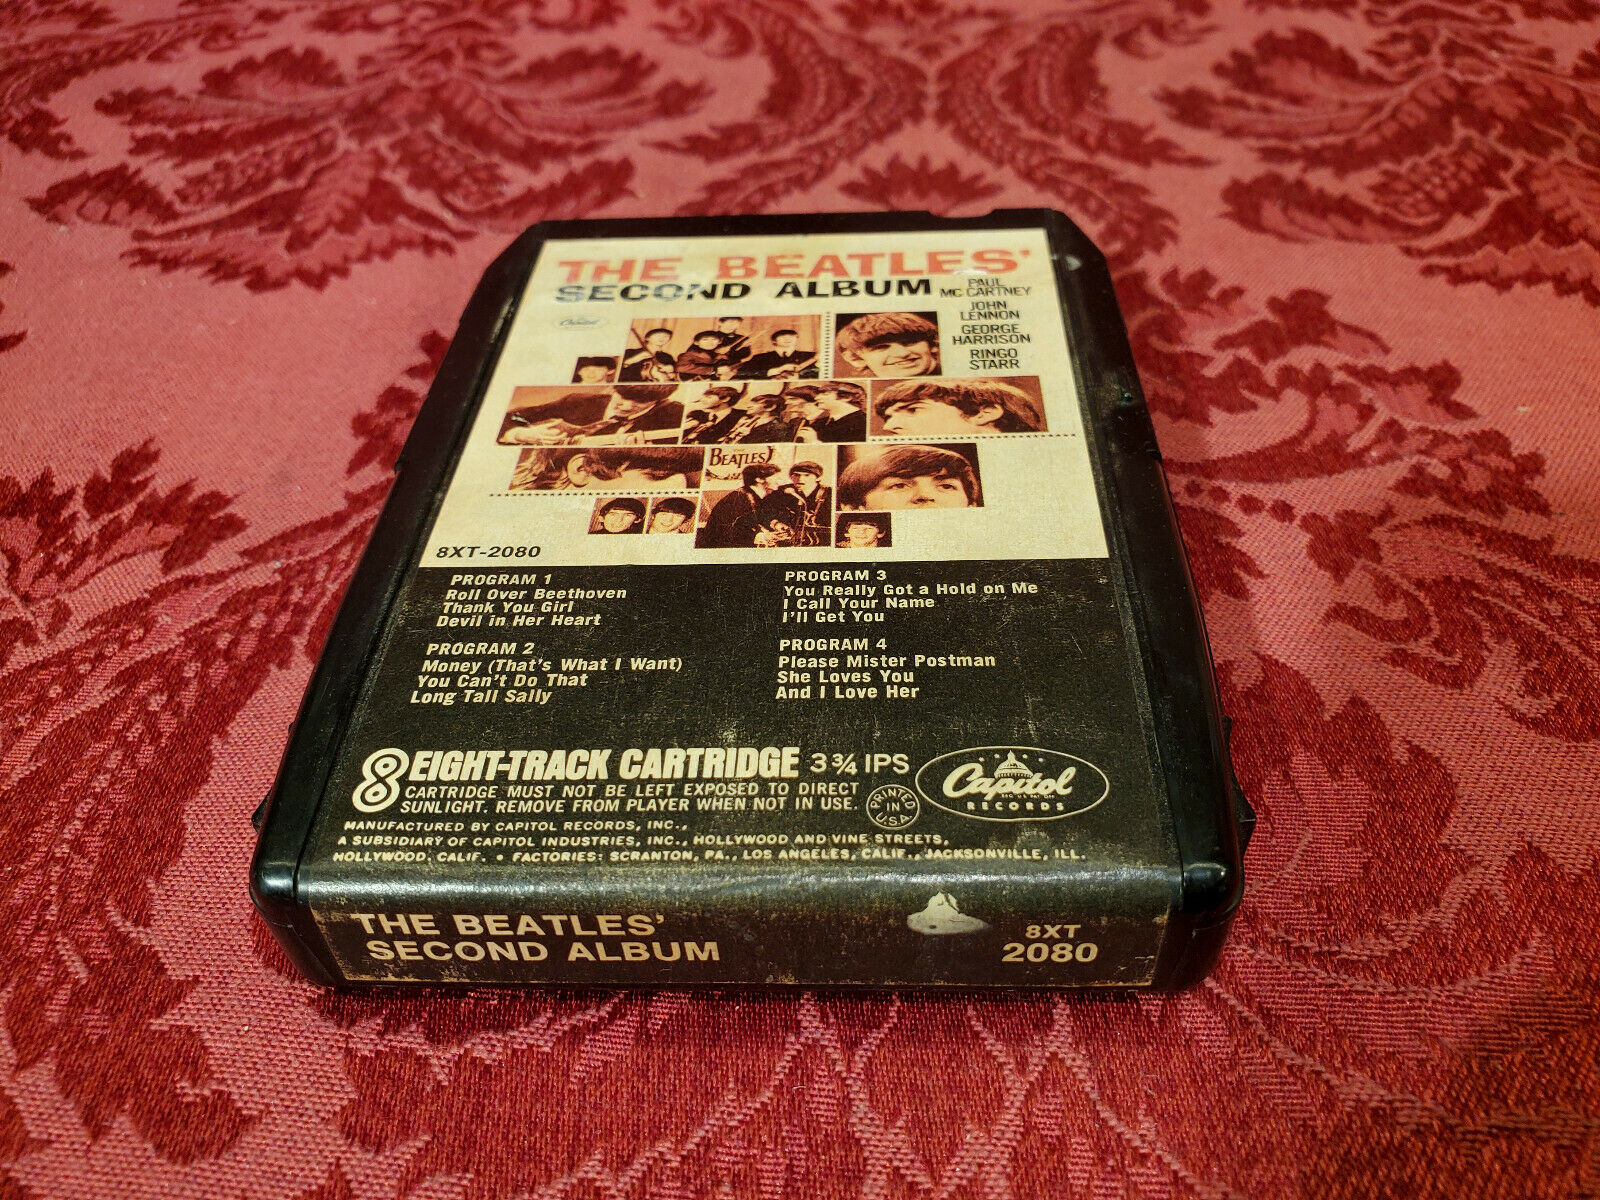 THE BEATLES'
SECOND ALBUM
PAUL
McCARTNEY
JOHN
LENNON
GEORGE
HARRISON
RINGO
STARR
Capitol
BEATLES
8XT-2080
PROGRAM 1
Roll Over Beethoven
Thank You Girl
Devil in Her Heart
PROGRAM 2
Money (That's What I Want)
You Can't Do That
Long Tall Sally
PROGRAM 3
You Really Got a Hold on Me
I Call Your Name
I'll Get You
PROGRAM 4
Please Mister Postman
She Loves You
And I Love Her
8 EIGHT-TRACK CARTRIDGE 3¾ IPS
CARTRIDGE MUST NOT BE LEFT EXPOSED TO DIRECT
SUNLIGHT. REMOVE FROM PLAYER WHEN NOT IN USE.
PRINTED
IN
U.S.A.
Capitol
RECORDS
MANUFACTURED BY CAPITOL RECORDS, INC.,
A SUBSIDIARY OF CAPITOL INDUSTRIES, INC., HOLLYWOOD AND VINE STREETS,
HOLLYWOOD, CALIF. • FACTORIES: SCRANTON, PA., LOS ANGELES, CALIF., JACKSONVILLE, ILL.
THE BEATLES'
SECOND ALBUM
8XT
2080